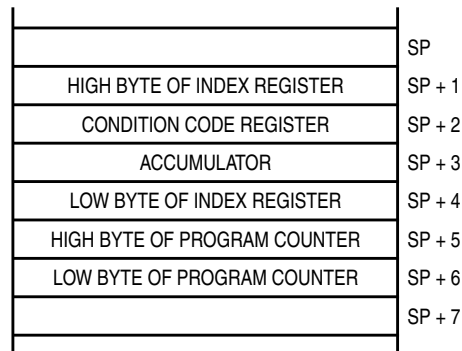 SP
HIGH BYTE OF INDEX REGISTER SP + 1
CONDITION CODE REGISTER SP + 2
ACCUMULATOR SP + 3
LOW BYTE OF INDEX REGISTER SP + 4
HIGH BYTE OF PROGRAM COUNTER SP + 5
LOW BYTE OF PROGRAM COUNTER SP + 6
SP + 7